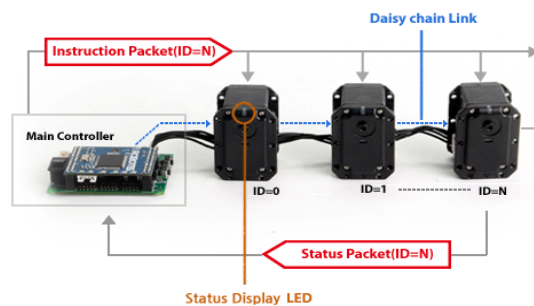 Daisy chain Link
Instruction Packet(ID=N)
Main Controller
ID=0
ID=1
ID=N
Status Packet(ID=N)
Status Display LED